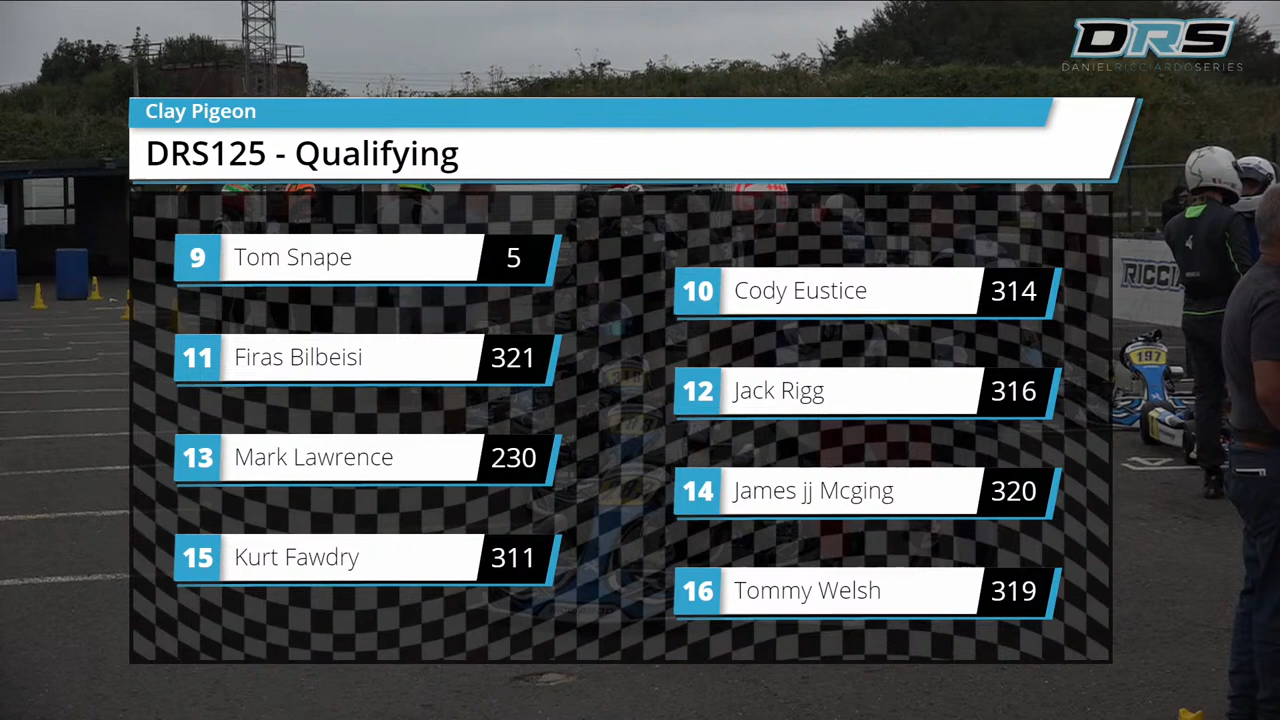 DRS
DANIELRICCIARDOSERIES
Clay Pigeon
DRS125 - Qualifying
9 Tom Snape 5
10 Cody Eustice 314
11 Firas Bilbeisi 321
12 Jack Rigg 316
13 Mark Lawrence 230
14 James jj Mcging 320
15 Kurt Fawdry 311
16 Tommy Welsh 319
RICCI
197